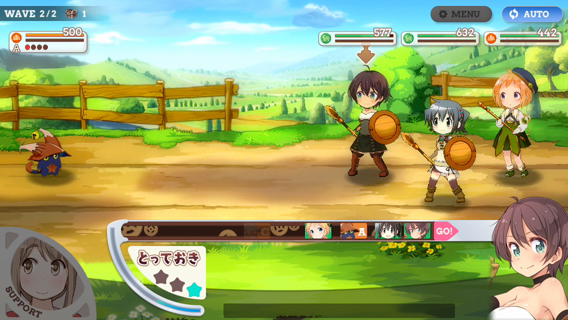 WAVE 2/2 1
MENU
AUTO
500
A
577
632
442
A
GO!
とっておき
SUPPORT